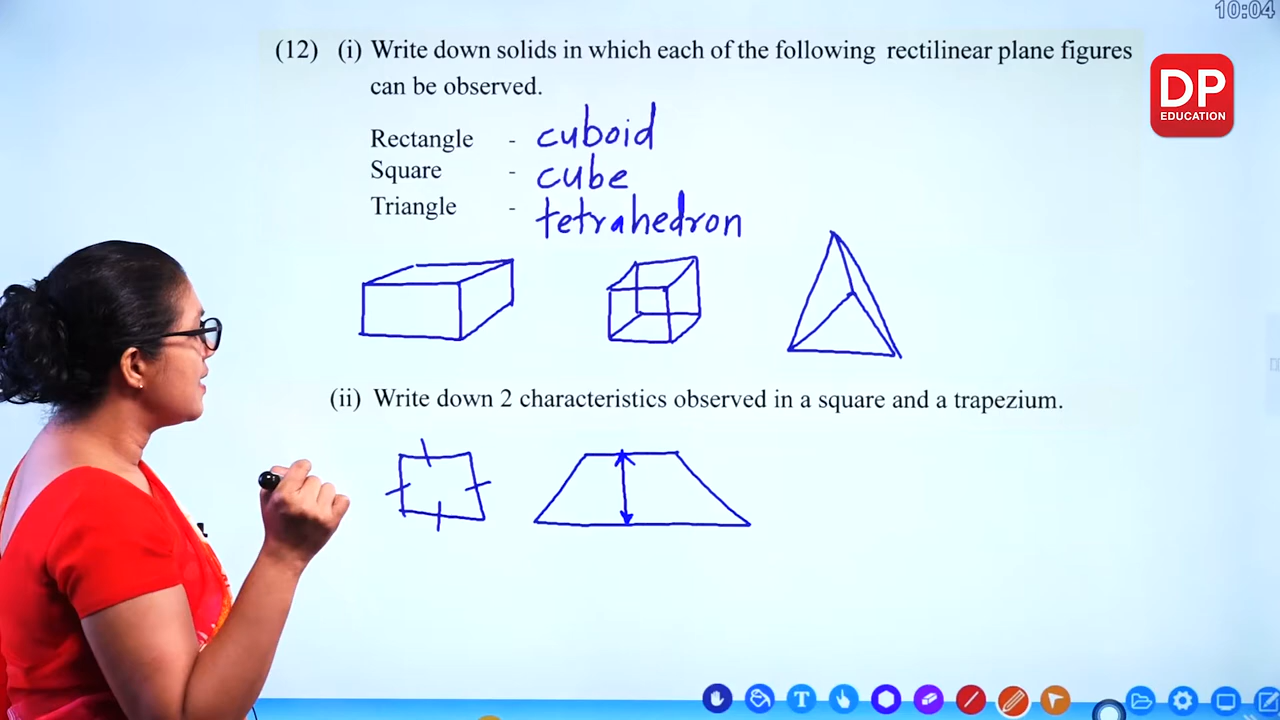 10:04
(12) (i) Write down solids in which each of the following rectilinear plane figures
can be observed.
DP
EDUCATION
Rectangle - cuboid
Square - cube
Triangle - tetrahedron
(ii) Write down 2 characteristics observed in a square and a trapezium.
T